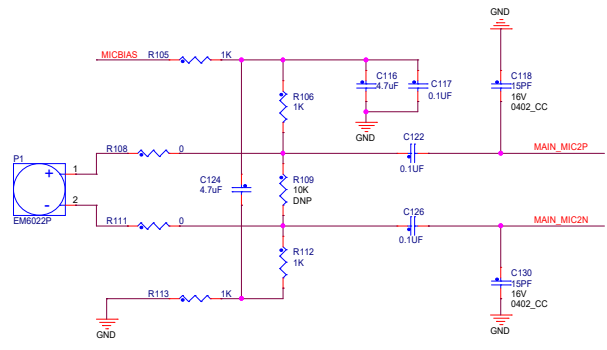 GND
MICBIAS R105 1K
C116
4.7uF
C117
0.1UF
C118
15PF
16V
0402_CC
R106
1K
GND
P1
+
-
1
2
EM6022P
R108 0
C122
0.1UF
MAIN_MIC2P
C124
4.7uF
R109
10K
DNP
R111 0
C126
0.1UF
MAIN_MIC2N
R112
1K
C130
15PF
16V
0402_CC
R113 1K
GND
GND